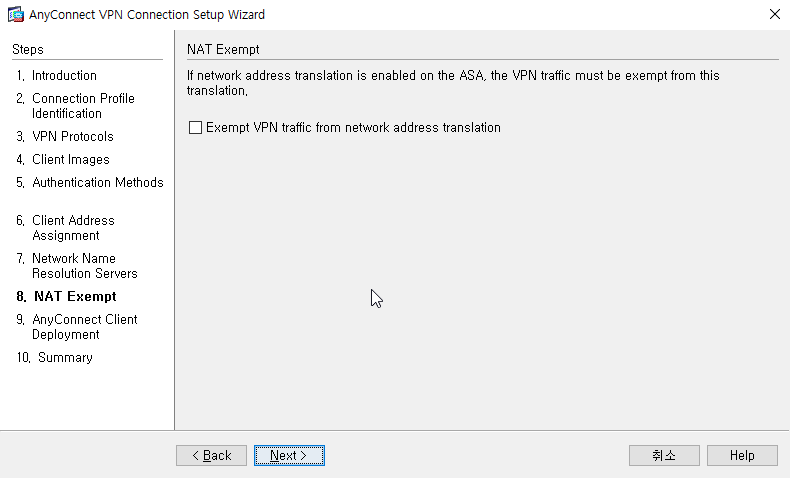 AnyConnect VPN Connection Setup Wizard
Steps
1. Introduction
2. Connection Profile
Identification
3. VPN Protocols
4. Client Images
5. Authentication Methods
6. Client Address
Assignment
7. Network Name
Resolution Servers
8. NAT Exempt
9. AnyConnect Client
Deployment
10. Summary
NAT Exempt
If network address translation is enabled on the ASA, the VPN traffic must be exempt from this
translation.
Exempt VPN traffic from network address translation
< Back
Next >
취소
Help